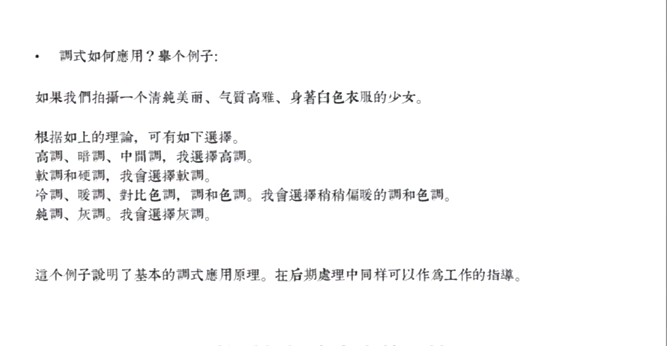 • 調式如何應用？舉个例子:
如果我們拍攝一个清純美丽、气質高雅、身著白色衣服的少女。
根据如上的理論，可有如下選擇。
高調、暗調、中間調，我選擇高調。
軟調和硬調，我會選擇軟調。
冷調、暖調、對比色調，調和色調。我會選擇稍稍偏暖的調和色調。
純調、灰調。我會選擇灰調。
這个例子說明了基本的調式應用原理。在后期處理中同样可以作為工作的指導。